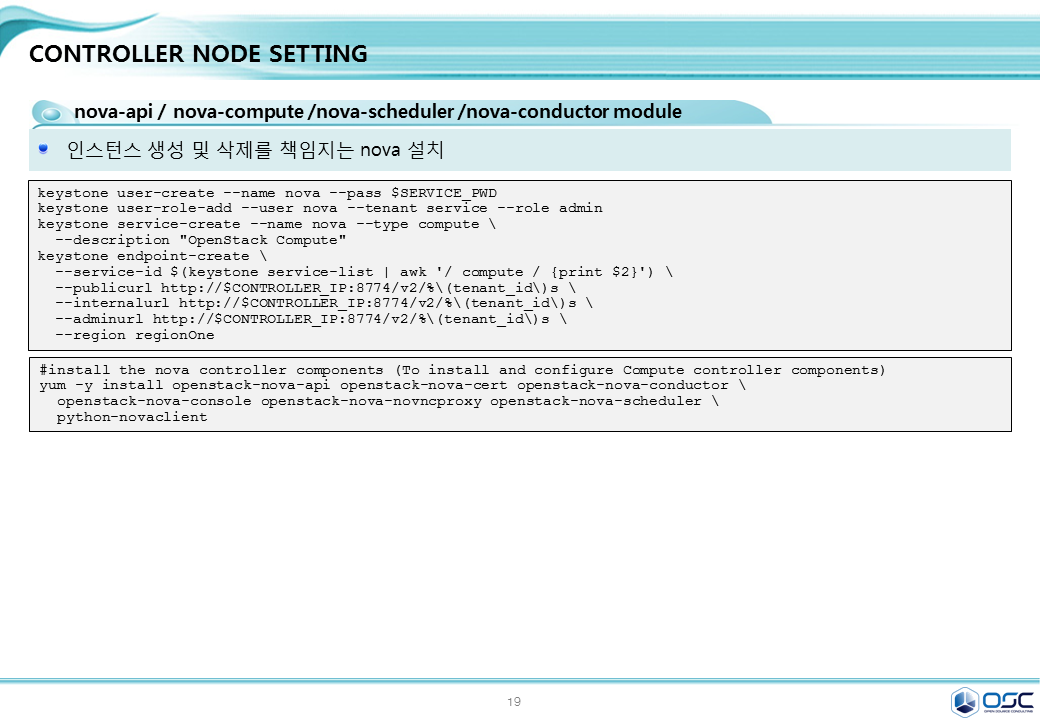 CONTROLLER NODE SETTING
nova-api / nova-compute /nova-scheduler /nova-conductor module
인스턴스 생성 및 삭제를 책임지는 nova 설치
keystone user-create --name nova --pass $SERVICE_PWD
keystone user-role-add --user nova --tenant service --role admin
keystone service-create --name nova --type compute \
  --description "OpenStack Compute"
keystone endpoint-create \
  --service-id $(keystone service-list | awk '/ compute / {print $2}') \
  --publicurl http://$CONTROLLER_IP:8774/v2/%\(tenant_id\)s \
  --internalurl http://$CONTROLLER_IP:8774/v2/%\(tenant_id\)s \
  --adminurl http://$CONTROLLER_IP:8774/v2/%\(tenant_id\)s \
  --region regionOne
#install the nova controller components (To install and configure Compute controller components)
yum -y install openstack-nova-api openstack-nova-cert openstack-nova-conductor \
  openstack-nova-console openstack-nova-novncproxy openstack-nova-scheduler \
  python-novaclient
19
OSC
OPEN SOURCE CONSULTING